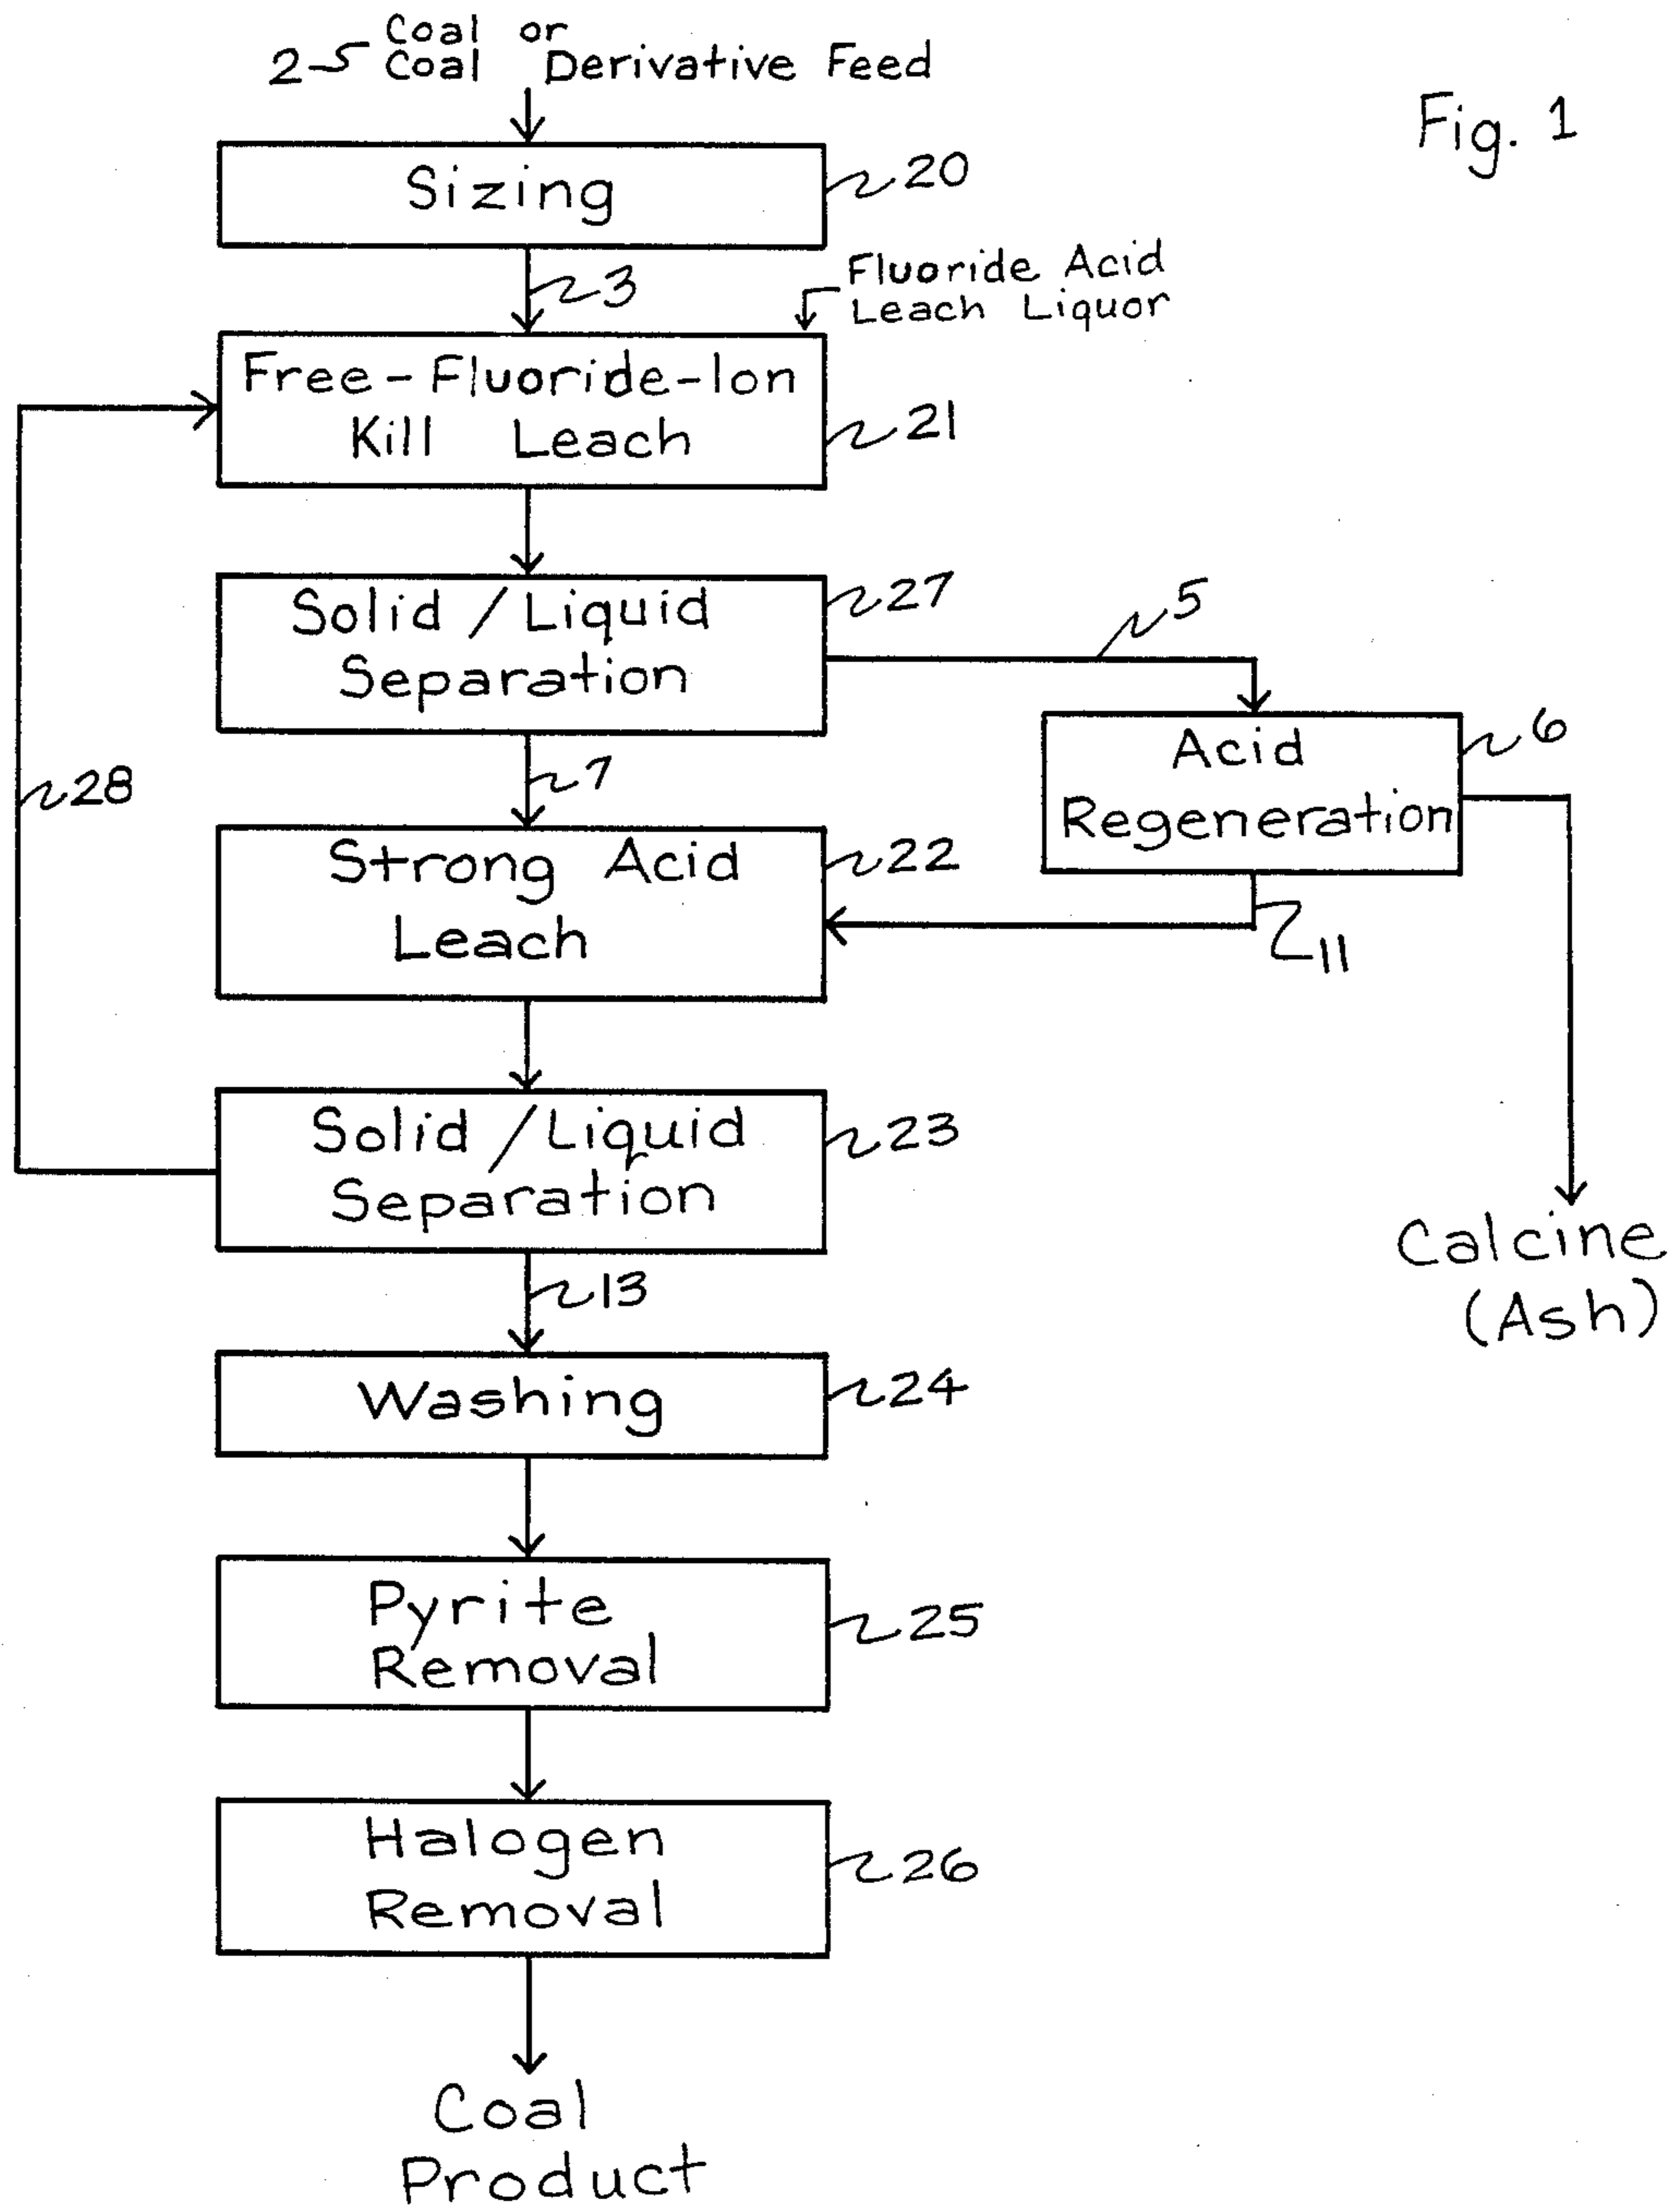 Coal or
2 Coal Derivative Feed
Fig. 1
Sizing
20
3
Fluoride Acid
Leach Liquor
Free-Fluoride-Ion
Kill Leach
21
Solid / Liquid
Separation
27
5
Acid
Regeneration
6
7
28
Strong Acid
Leach
22
11
Solid / Liquid
Separation
23
Calcine
(Ash)
13
Washing
24
Pyrite
Removal
25
Halogen
Removal
26
Coal
Product